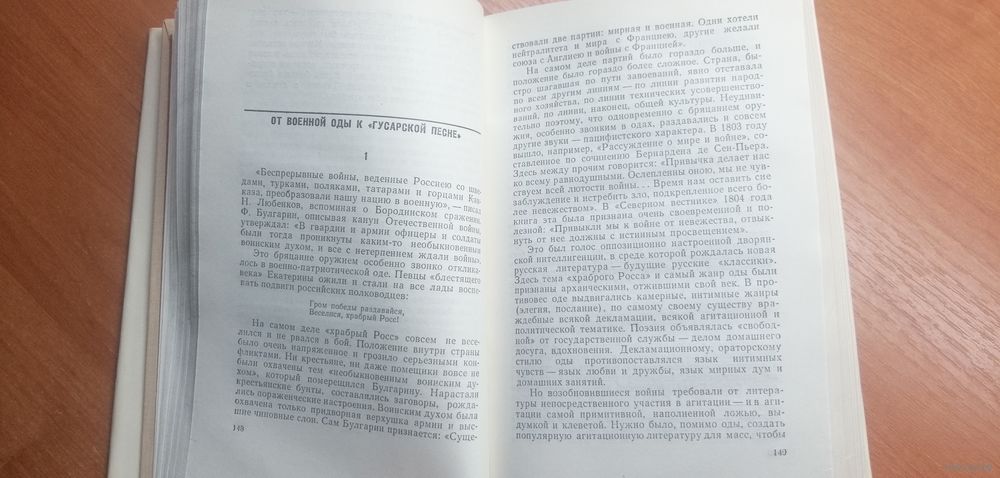 ОТ ВОЕННОЙ ОДЫ К «ГУСАРСКОЙ ПЕСНЕ»
1
«Беспрерывные войны, веденные Россиею со шве-
дами, турками, поляками, татарами и горцами Кав-
каза, преобразовали нашу нацию в военную», — писал
Н. Любенков, вспоминая о Бородинском сражении.
Ф. Булгарин, описывая канун Отечественной войны,
утверждал: «В гвардии и армии офицеры и солдаты
были тогда проникнуты каким-то необыкновенным
воинским духом, и все с нетерпением ждали войны».
Это бряцание оружием особенно звонко отклика-
лось в военно-патриотической оде. Певцы «блестящего
века» Екатерины ожили и стали на все лады воспе-
вать подвиги российских полководцев:
Гром победы раздавайся,
Веселися, храбрый Росс!
На самом деле «храбрый Росс» совсем не весе-
лился и не рвался в бой. Положение внутри страны
было очень напряженное и грозило серьезными кон-
фликтами. Ни крестьяне, ни даже помещики вовсе не
были охвачены тем «необыкновенным воинским ду-
хом», который померещился Булгарину. Нарастали
крестьянские бунты, составлялись заговоры, рожда-
лись пораженческие настроения. Воинским духом была
охвачена только придворная верхушка армии и выс-
шие чиновные слои. Сам Булгарин признается: «Суще-
148
ствовали две партии: мирная и военная. Одни хотели
нейтралитета и мира с Франциею, другие желали
союза с Англиею и войны с Францией».
На самом деле партий было гораздо больше, и
положение было гораздо более сложное. Страна, бы-
стро шагавшая по пути завоеваний, явно отставала
по всем другим линиям — по линии развития народ-
ного хозяйства, по линии технических усовершенство-
ваний, по линии, наконец, общей культуры. Неудиви-
тельно поэтому, что одновременно с бряцанием ору-
жия, особенно звонким в одах, раздавались и совсем
другие звуки — пацифистского характера. В 1803 году
вышло, например, «Рассуждение о мире и войне», со-
ставленное по сочинению Бернардена де Сен-Пьера.
Здесь между прочим говорится: «Привычка делает нас
ко всему равнодушными. Ослепленны оною, мы не чув-
ствуем всей лютости войны. . . Время нам оставить сие
заблуждение и истребить зло, подкрепленное всего бо-
лее невежеством». В «Северном вестнике» 1804 года
книга эта была признана очень своевременной и по-
лезной: «Привыкли мы к войне от невежества, отвык-
нуть от нее должны с истинным просвещением».
Это был голос оппозиционно настроенной дворян-
ской интеллигенции, в среде которой рождалась новая
русская литература — будущие русские «классики».
Здесь тема «храброго Росса» и самый жанр оды были
признаны архаическими, отжившими свой век. В про-
тивовес оде выдвигались камерные, интимные жанры
(элегия, послание), по самому своему существу вра-
ждебные всякой декламации, всякой агитационной и
политической тематике. Поэзия объявлялась «свобод-
ной» от государственной службы — делом домашнего
досуга, вдохновения. Декламационному, ораторскому
стилю оды противопоставлялся язык интимных
чувств — язык любви и дружбы, язык мирных дум и
домашних занятий.
Но возобновившиеся войны требовали от литера-
туры непосредственного участия в агитации — и в агита-
ции самой примитивной, наполненной ложью, вы-
думкой и клеветой. Нужно было, помимо оды, создать
популярную агитационную литературу для масс, чтобы
149